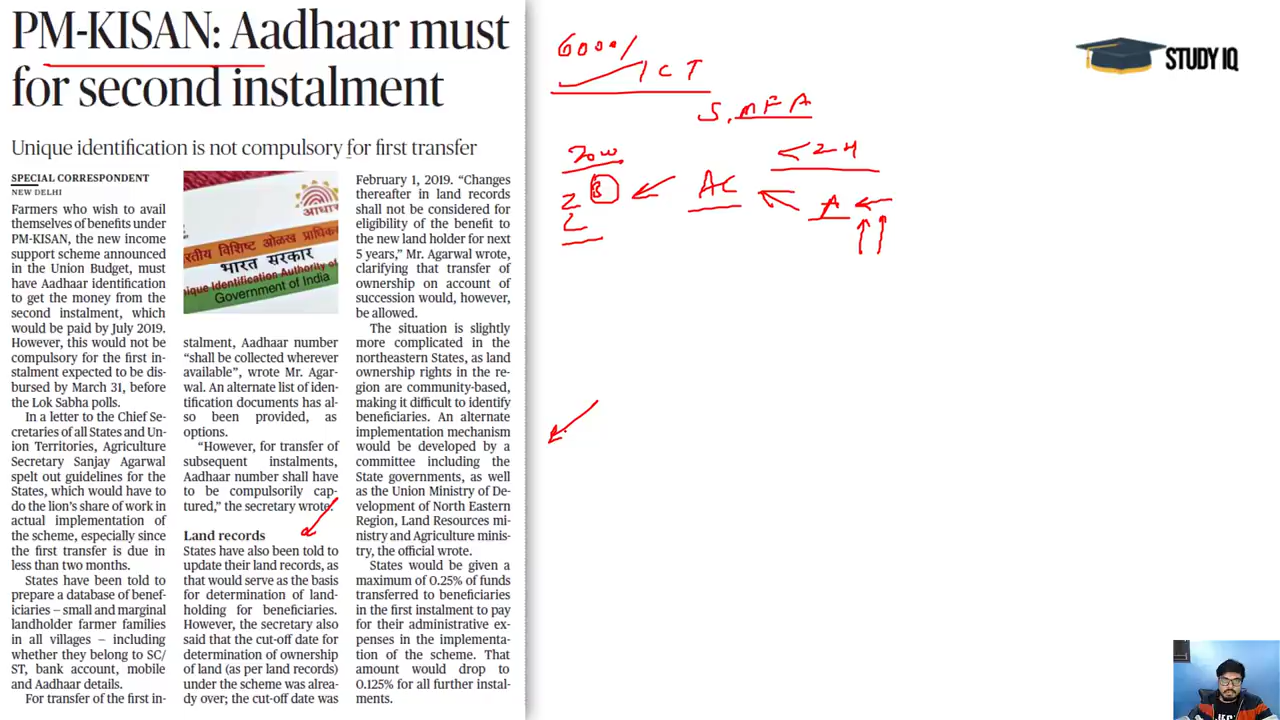 PM-KISAN: Aadhaar must
for second instalment
Unique identification is not compulsory for first transfer
SPECIAL CORRESPONDENT
NEW DELHI
Farmers who wish to avail
themselves of benefits under
PM-KISAN, the new income
support scheme announced
in the Union Budget, must
have Aadhaar identification
to get the money from the
second instalment, which
would be paid by July 2019.
However, this would not be
compulsory for the first in-
stalment expected to be dis-
bursed by March 31, before
the Lok Sabha polls.
In a letter to the Chief Se-
cretaries of all States and Un-
ion Territories, Agriculture
Secretary Sanjay Agarwal
spelt out guidelines for the
States, which would have to
do the lion's share of work in
actual implementation of
the scheme, especially since
the first transfer is due in
less than two months.
States have been told to
prepare a database of benef-
iciaries – small and marginal
landholder farmer families
in all villages – including
whether they belong to SC/
ST, bank account, mobile
and Aadhaar details.
For transfer of the first in-
भारत सरकार
Unique Identification Authority of
Government of India
stalment, Aadhaar number
“shall be collected wherever
available”, wrote Mr. Agar-
wal. An alternate list of iden-
tification documents has al-
so been provided, as
options.
“However, for transfer of
subsequent instalments,
Aadhaar number shall have
to be compulsorily cap-
tured,” the secretary wrote.
Land records
States have also been told to
update their land records, as
that would serve as the basis
for determination of land-
holding for beneficiaries.
However, the secretary also
said that the cut-off date for
determination of ownership
of land (as per land records)
under the scheme was alrea-
dy over; the cut-off date was
February 1, 2019. “Changes
thereafter in land records
shall not be considered for
eligibility of the benefit to
the new land holder for next
5 years,” Mr. Agarwal wrote,
clarifying that transfer of
ownership on account of
succession would, however,
be allowed.
The situation is slightly
more complicated in the
northeastern States, as land
ownership rights in the re-
gion are community-based,
making it difficult to identify
beneficiaries. An alternate
implementation mechanism
would be developed by a
committee including the
State governments, as well
as the Union Ministry of De-
velopment of North Eastern
Region, Land Resources mi-
nistry and Agriculture minis-
try, the official wrote.
States would be given a
maximum of 0.25% of funds
transferred to beneficiaries
in the first instalment to pay
for their administrative ex-
penses in the implementa-
tion of the scheme. That
amount would drop to
0.125% for all further instal-
ments.
6000/
S.MFA
<2H
AC
A
STUDY IQ